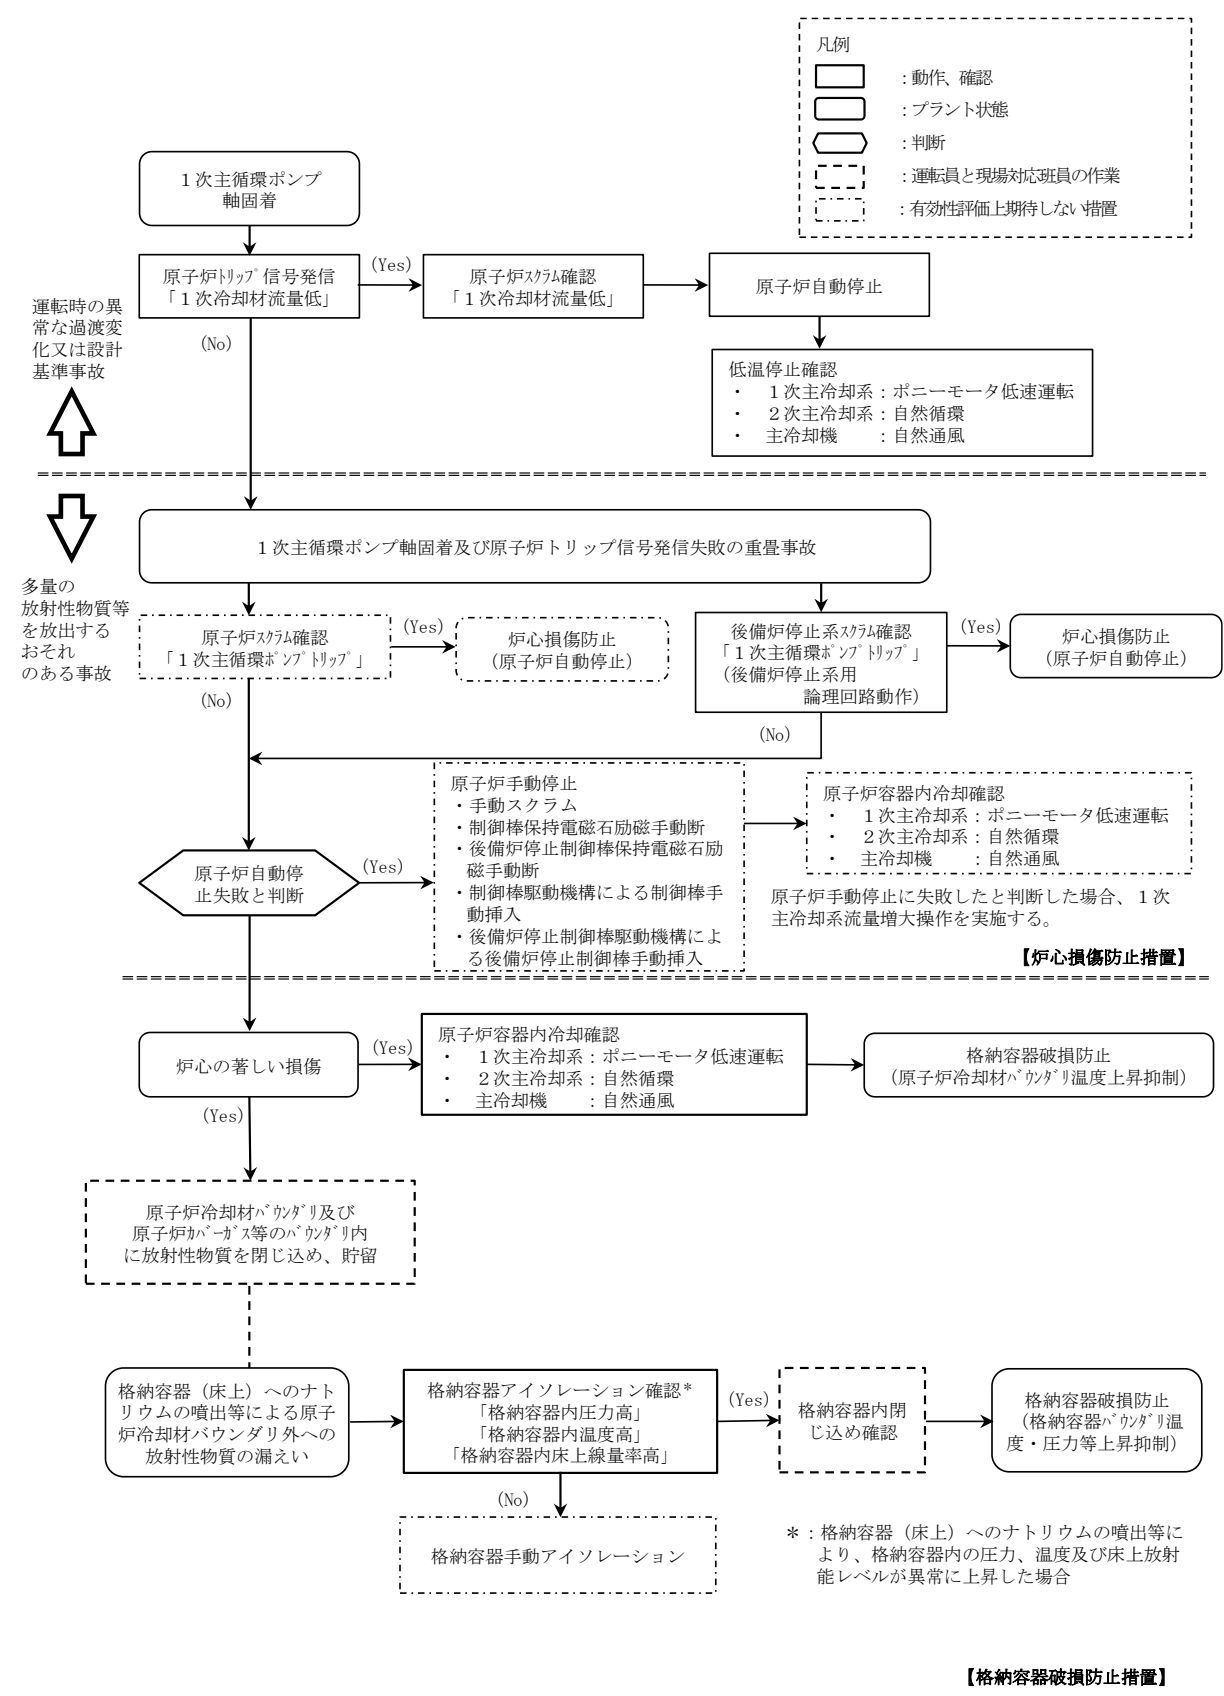 凡例
：動作、確認
：プラント状態
：判断
：運転員と現場対応班員の作業
：有効性評価上期待しない措置
１次主循環ポンプ
軸固着
原子炉ﾄﾘｯﾌﾟ信号発信
「１次冷却材流量低」
(Yes)
原子炉ｽｸﾗﾑ確認
「１次冷却材流量低」
原子炉自動停止
(No)
運転時の異
常な過渡変
化又は設計
基準事故
低温停止確認
・　１次主冷却系：ポニーモータ低速運転
・　２次主冷却系：自然循環
・　主冷却機　　：自然通風
１次主循環ポンプ軸固着及び原子炉トリップ信号発信失敗の重畳事故
多量の
放射性物質等
を放出する
おそれ
のある事故
原子炉ｽｸﾗﾑ確認
「１次主循環ﾎﾟﾝﾌﾟﾄﾘｯﾌﾟ」
(Yes)
炉心損傷防止
（原子炉自動停止）
後備炉停止系ｽｸﾗﾑ確認
「１次主循環ﾎﾟﾝﾌﾟﾄﾘｯﾌﾟ」
（後備炉停止系用
論理回路動作）
(Yes)
炉心損傷防止
（原子炉自動停止）
(No)
(No)
原子炉手動停止
・手動スクラム
・制御棒保持電磁石励磁手動断
・後備炉停止制御棒保持電磁石励
磁手動断
・制御棒駆動機構による制御棒手
動挿入
・後備炉停止制御棒駆動機構によ
る後備炉停止制御棒手動挿入
原子炉容器内冷却確認
・　１次主冷却系：ポニーモータ低速運転
・　２次主冷却系：自然循環
・　主冷却機　　：自然通風
原子炉自動停
止失敗と判断
(Yes)
原子炉手動停止に失敗したと判断した場合、１次
主冷却系流量増大操作を実施する。
【炉心損傷防止措置】
炉心の著しい損傷
(Yes)
原子炉容器内冷却確認
・　１次主冷却系：ポニーモータ低速運転
・　２次主冷却系：自然循環
・　主冷却機　　：自然通風
格納容器破損防止
（原子炉冷却材ﾊﾞｳﾝﾀﾞﾘ温度上昇抑制）
(Yes)
原子炉冷却材ﾊﾞｳﾝﾀﾞﾘ及び
原子炉ｶﾊﾞｰｶﾞｽ等のﾊﾞｳﾝﾀﾞﾘ内
に放射性物質を閉じ込め、貯留
格納容器（床上）へのナト
リウムの噴出等による原子
炉冷却材バウンダリ外への
放射性物質の漏えい
格納容器アイソレーション確認*
「格納容器内圧力高」
「格納容器内温度高」
「格納容器内床上線量率高」
(Yes)
格納容器内閉
じ込め確認
格納容器破損防止
（格納容器ﾊﾞｳﾝﾀﾞﾘ温
度・圧力等上昇抑制）
(No)
格納容器手動アイソレーション
＊：格納容器（床上）へのナトリウムの噴出等に
より、格納容器内の圧力、温度及び床上放射
能レベルが異常に上昇した場合
【格納容器破損防止措置】